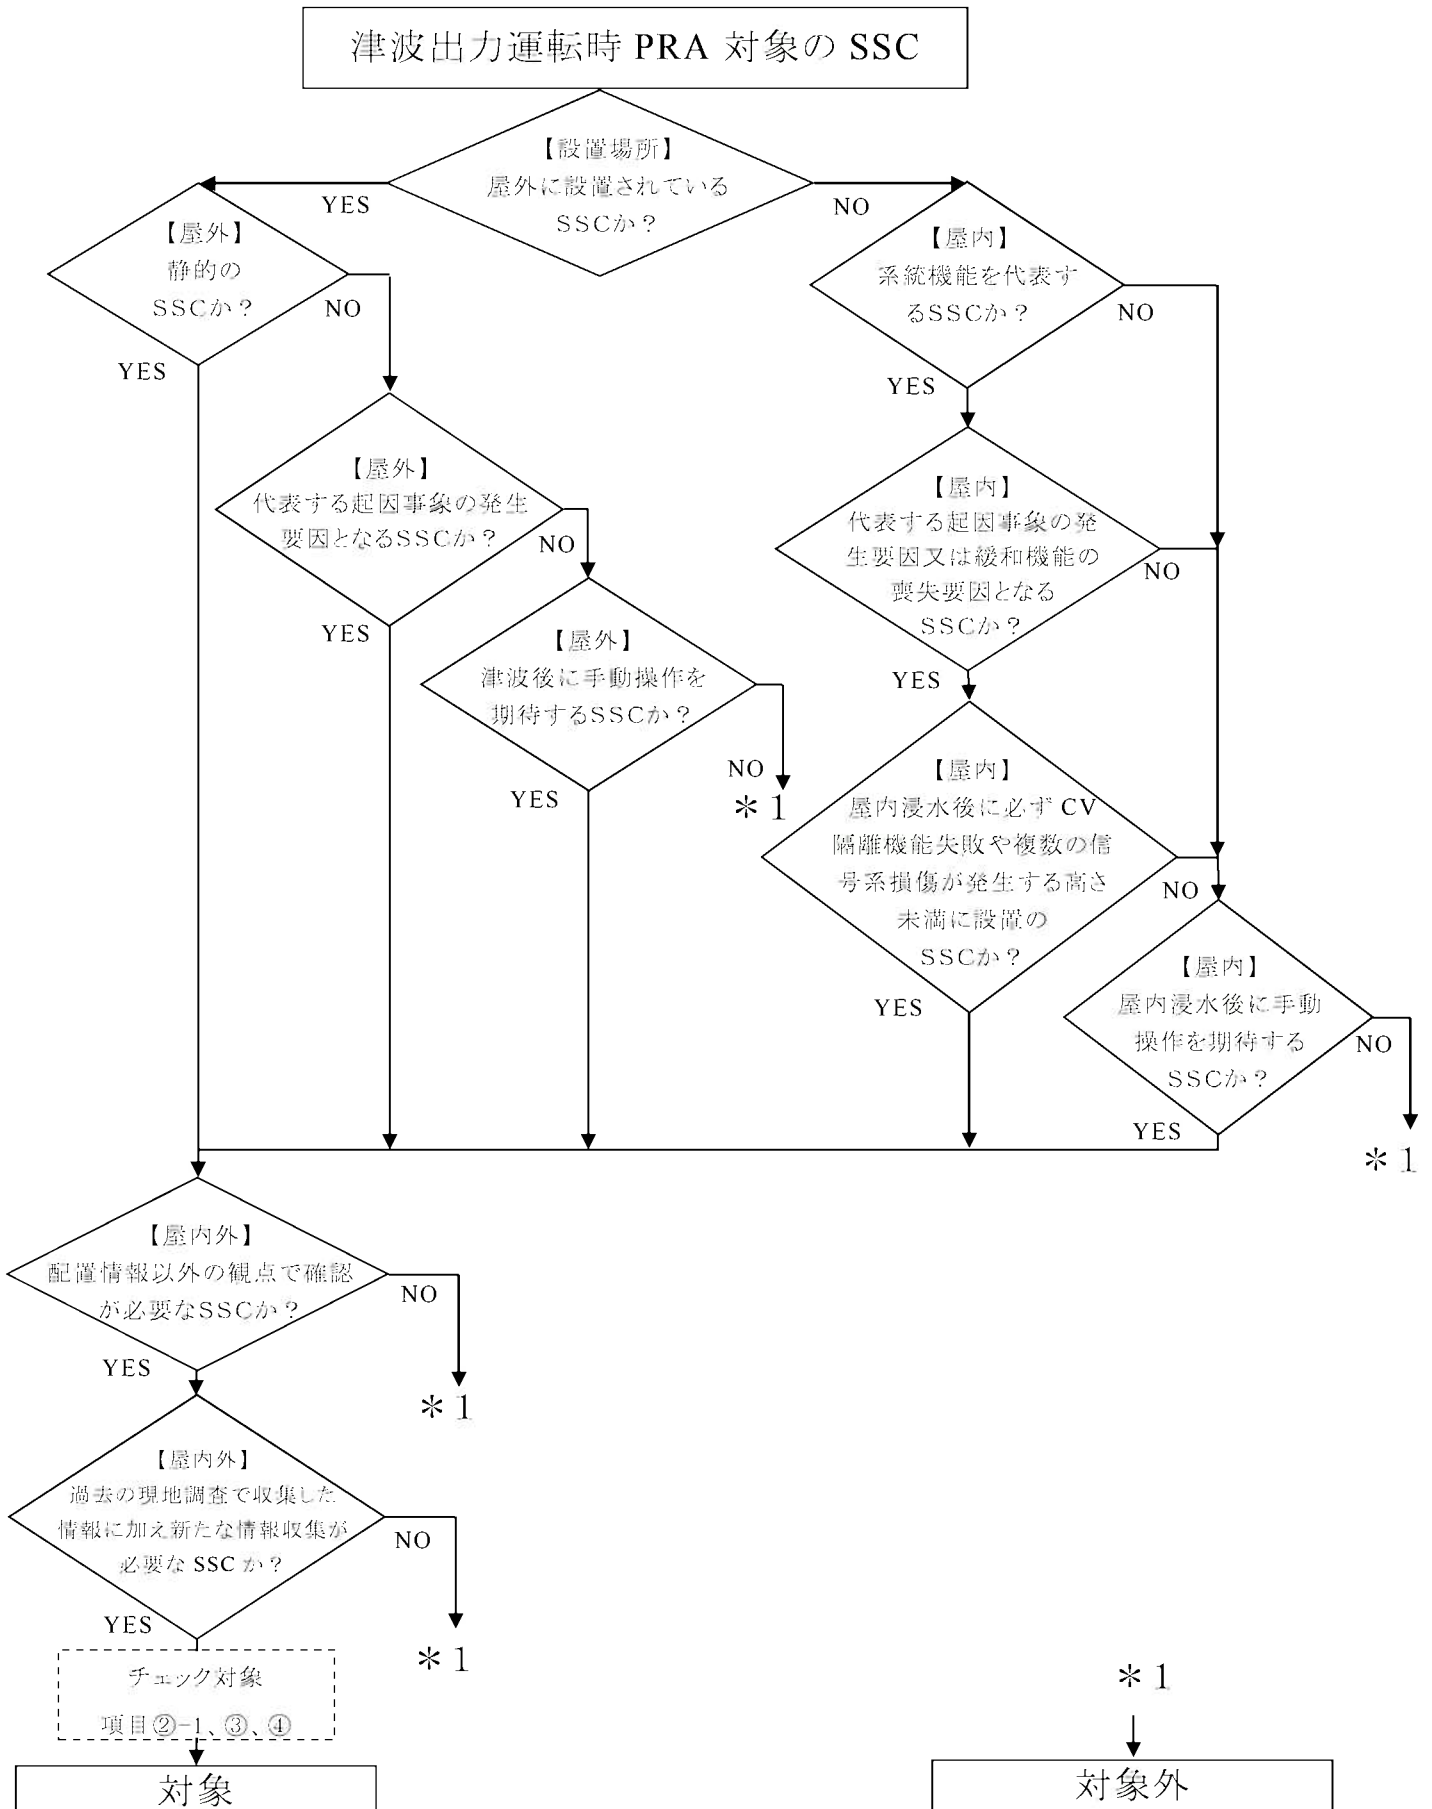 津波出力運転時 PRA 対象の SSC
【設置場所】
屋外に設置されている
SSCか？
YES
NO
【屋外】
静的の
SSCか？
NO
YES
【屋内】
系統機能を代表す
るSSCか？
NO
YES
【屋外】
代表する起因事象の発生
要因となるSSCか？
NO
YES
【屋内】
代表する起因事象の発
生要因又は緩和機能の
喪失要因となる
SSCか？
NO
YES
【屋外】
津波後に手動操作を
期待するSSCか？
NO
YES
＊1
【屋内】
屋内浸水後に必ず CV
隔離機能失敗や複数の信
号系損傷が発生する高さ
未満に設置の
SSCか？
NO
YES
【屋内】
屋内浸水後に手動
操作を期待する
SSCか？
NO
YES
＊1
【屋内外】
配置情報以外の観点で確認
が必要なSSCか？
NO
YES
＊1
【屋内外】
過去の現地調査で収集した
情報に加え新たな情報収集が
必要な SSC か？
NO
YES
＊1
チェック対象
項目②-1、③、④
対象
＊1
対象外